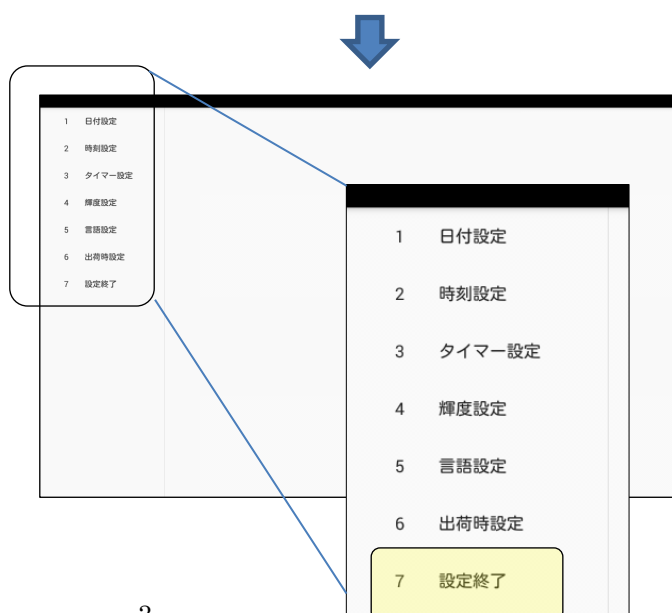 1 日付設定
2 時刻設定
3 タイマー設定
4 輝度設定
5 言語設定
6 出荷時設定
7 設定終了
1 日付設定
2 時刻設定
3 タイマー設定
4 輝度設定
5 言語設定
6 出荷時設定
7 設定終了